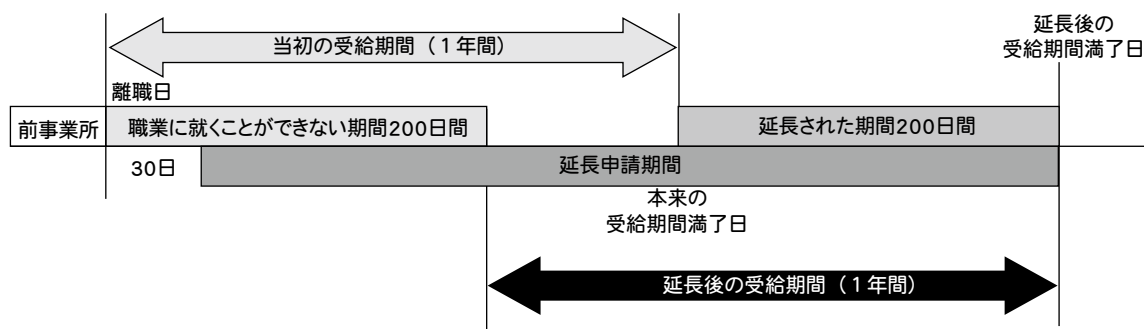 当初の受給期間（１年間）
延長後の
受給期間満了日
離職日
前事業所
職業に就くことができない期間200日間
延長された期間200日間
30日
延長申請期間
本来の
受給期間満了日
延長後の受給期間（１年間）